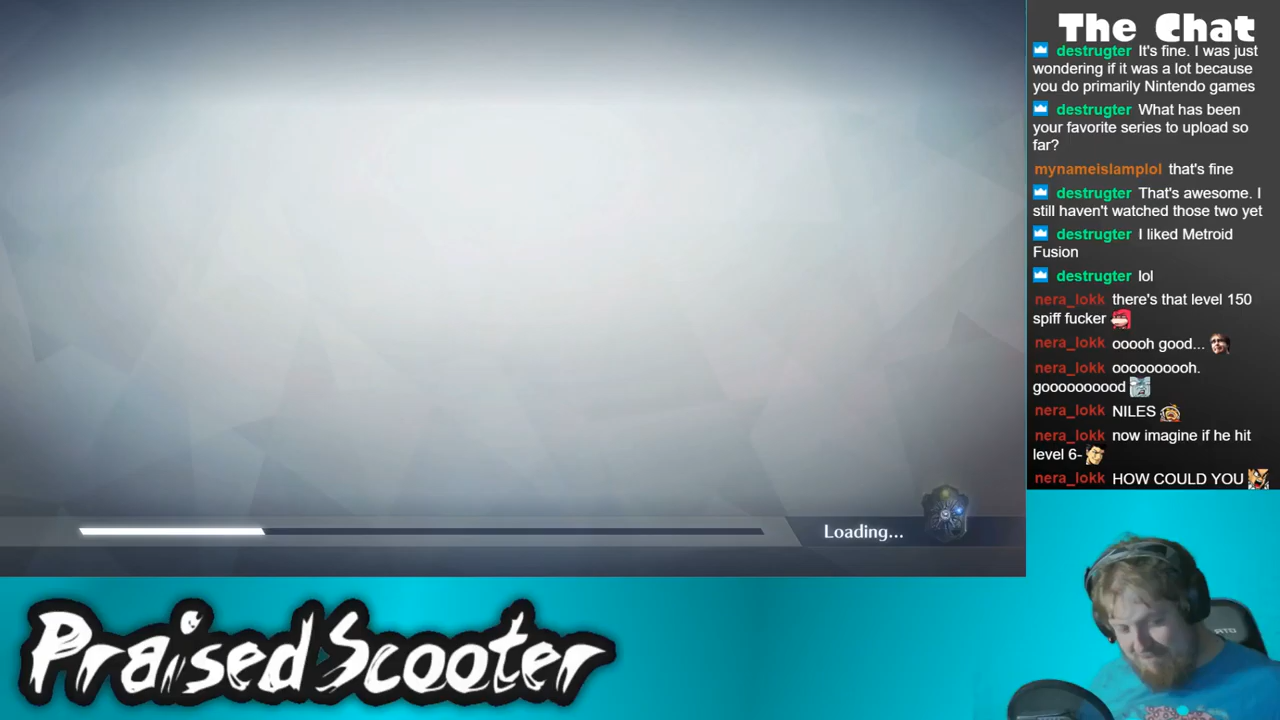 The Chat
destrugter It's fine. I was just
wondering if it was a lot because
you do primarily Nintendo games
destrugter What has been
your favorite series to upload so
far?
mynameislamplol that's fine
destrugter That's awesome. I
still haven't watched those two yet
destrugter I liked Metroid
Fusion
destrugter lol
nera_lokk there's that level 150
spiff fucker
nera_lokk ooooh good...
nera_lokk oooooooooh.
goooooooood
nera_lokk NILES
nera_lokk now imagine if he hit
level 6-
nera_lokk HOW COULD YOU
Loading...
PraisedScooter